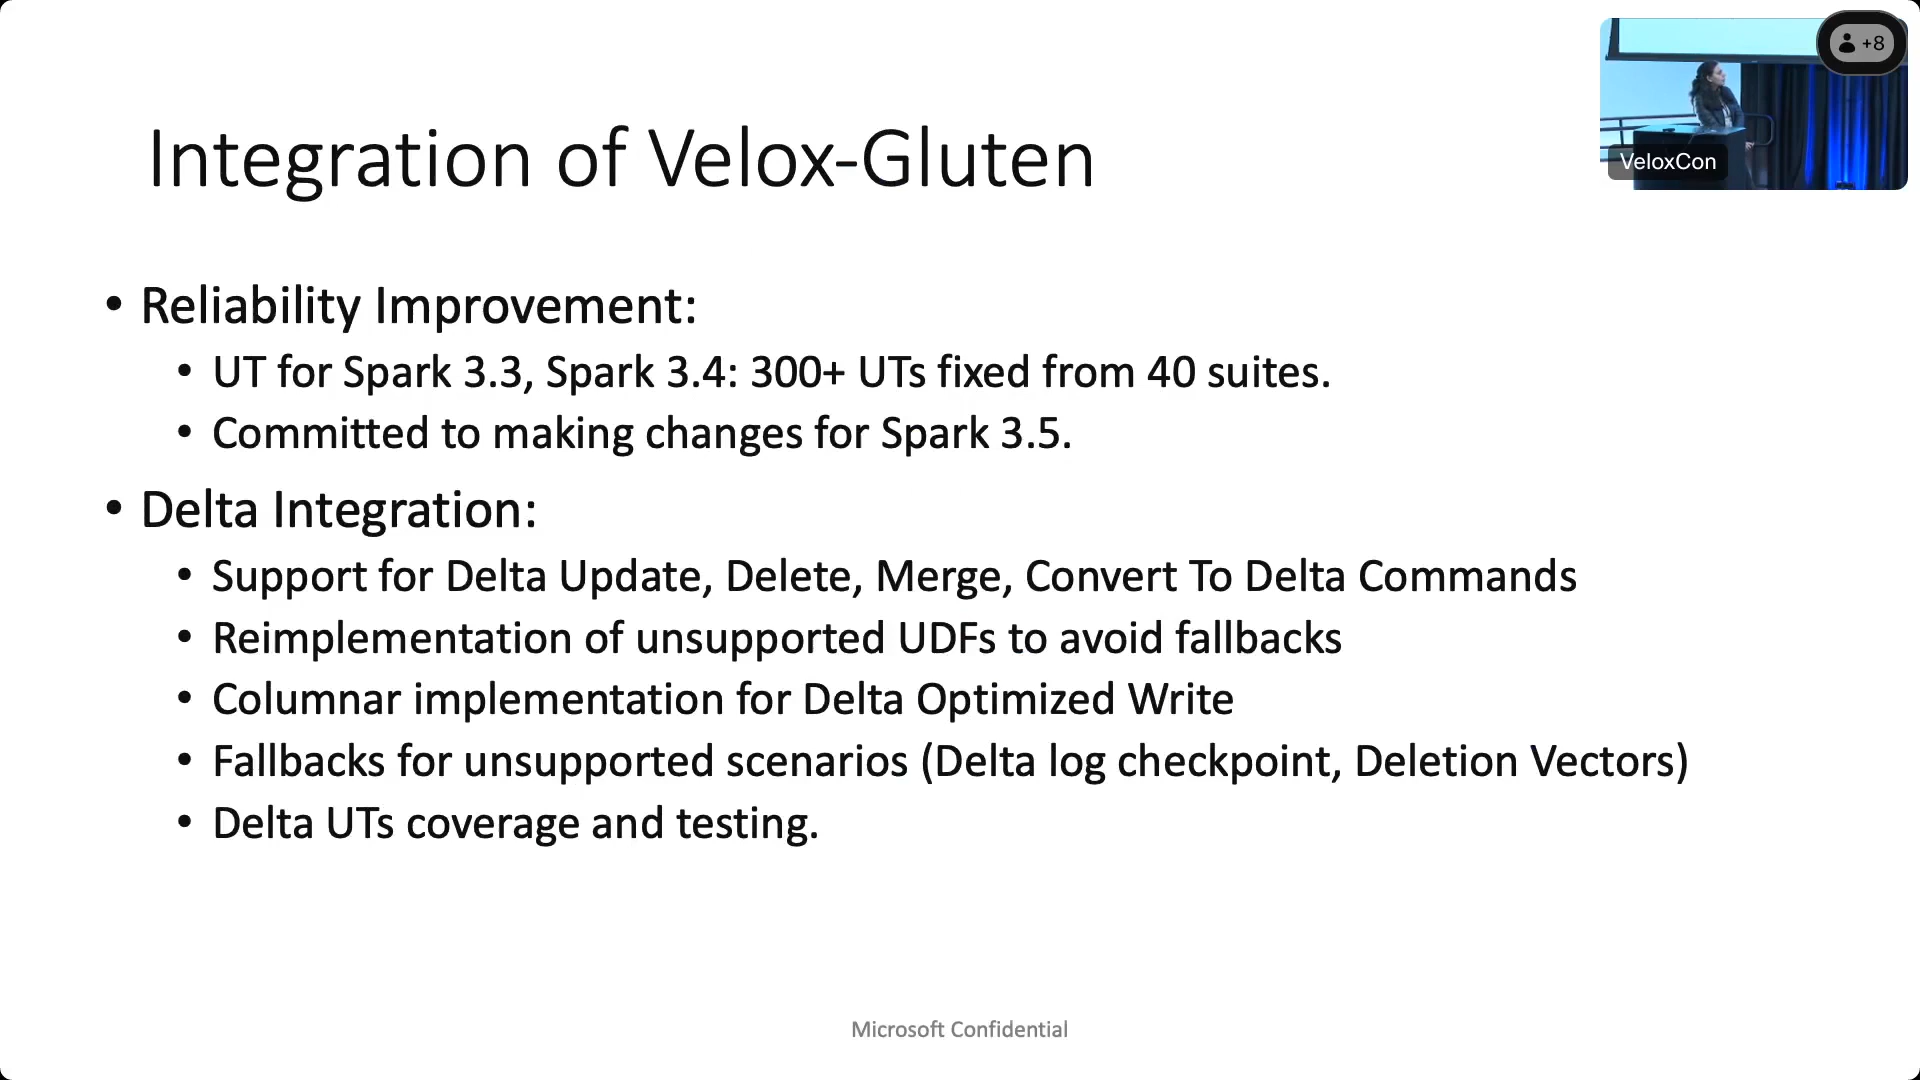 +8
VeloxCon
Integration of Velox-Gluten
• Reliability Improvement:
• UT for Spark 3.3, Spark 3.4: 300+ UTs fixed from 40 suites.
• Committed to making changes for Spark 3.5.
• Delta Integration:
• Support for Delta Update, Delete, Merge, Convert To Delta Commands
• Reimplementation of unsupported UDFs to avoid fallbacks
• Columnar implementation for Delta Optimized Write
• Fallbacks for unsupported scenarios (Delta log checkpoint, Deletion Vectors)
• Delta UTs coverage and testing.
Microsoft Confidential